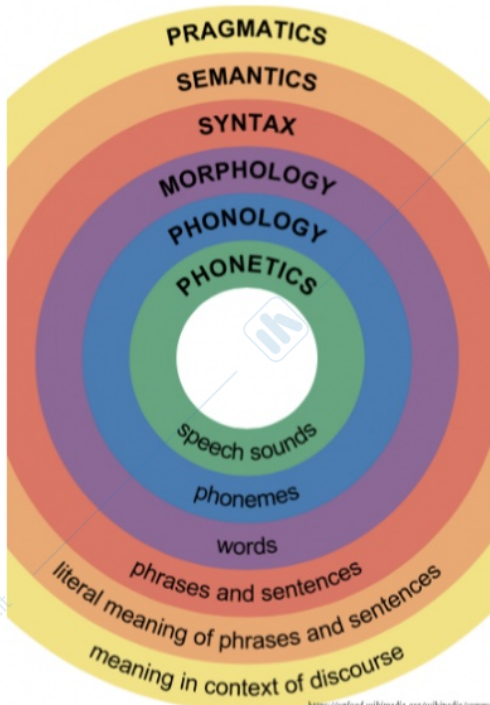 PRAGMATICS
SEMANTICS
SYNTAX
MORPHOLOGY
PHONOLOGY
PHONETICS
speech sounds
phonemes
words
phrases and sentences
literal meaning of phrases and sentences
meaning in context of discourse